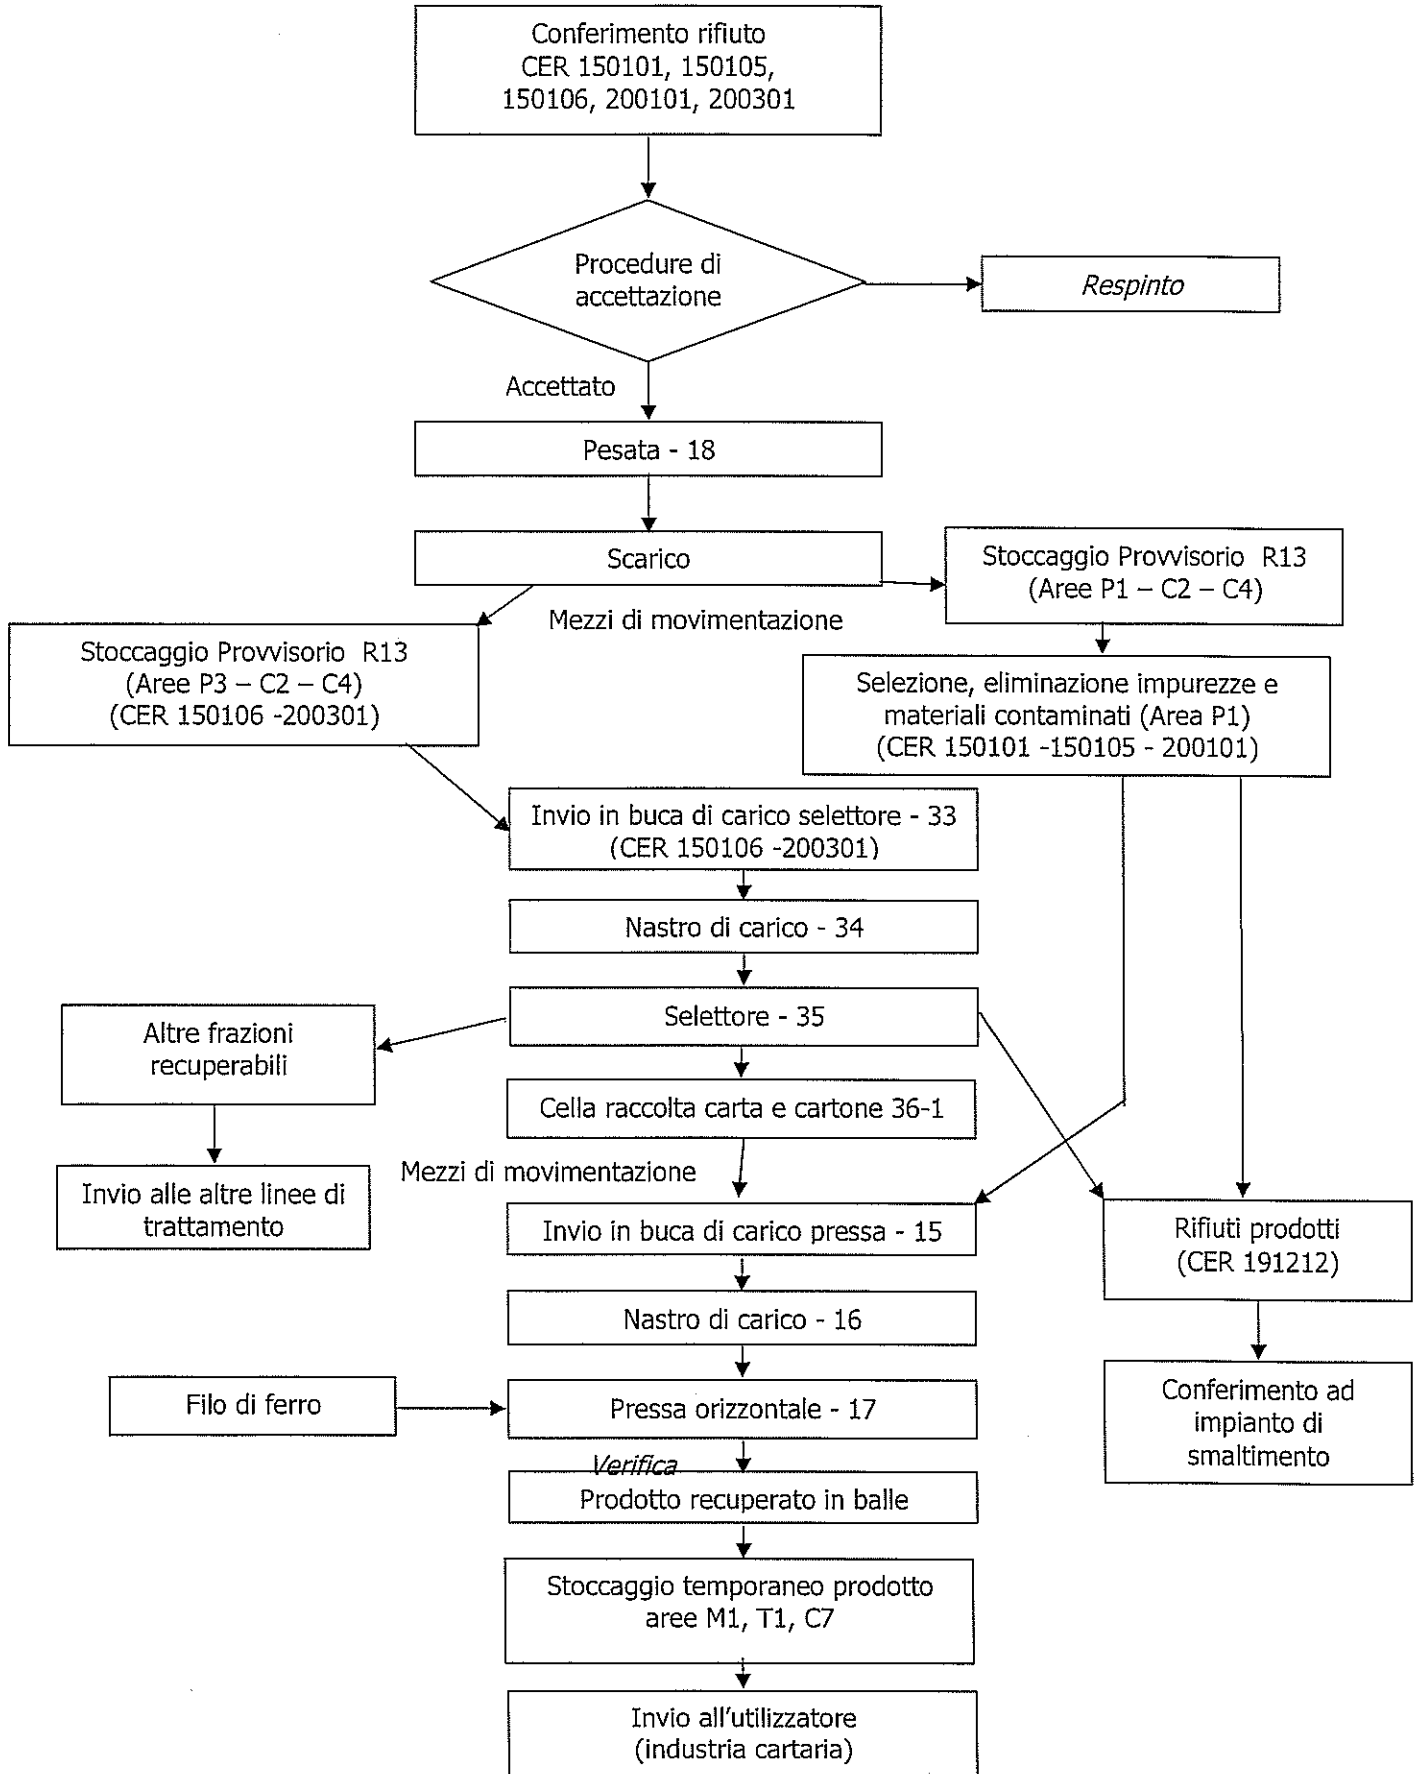 Conferimento rifiuto
CER 150101, 150105,
150106, 200101, 200301
Procedure di
accettazione
Respinto
Accettato
Pesata - 18
Scarico
Stoccaggio Provvisorio R13
(Aree P1 – C2 – C4)
Mezzi di movimentazione
Stoccaggio Provvisorio R13
(Aree P3 – C2 – C4)
(CER 150106 -200301)
Selezione, eliminazione impurezze e
materiali contaminati (Area P1)
(CER 150101 -150105 - 200101)
Invio in buca di carico selettore - 33
(CER 150106 -200301)
Nastro di carico - 34
Selettore - 35
Altre frazioni
recuperabili
Cella raccolta carta e cartone 36-1
Mezzi di movimentazione
Invio alle altre linee di
trattamento
Invio in buca di carico pressa - 15
Rifiuti prodotti
(CER 191212)
Nastro di carico - 16
Filo di ferro
Pressa orizzontale - 17
Conferimento ad
impianto di
smaltimento
Verifica
Prodotto recuperato in balle
Stoccaggio temporaneo prodotto
aree M1, T1, C7
Invio all'utilizzatore
(industria cartaria)